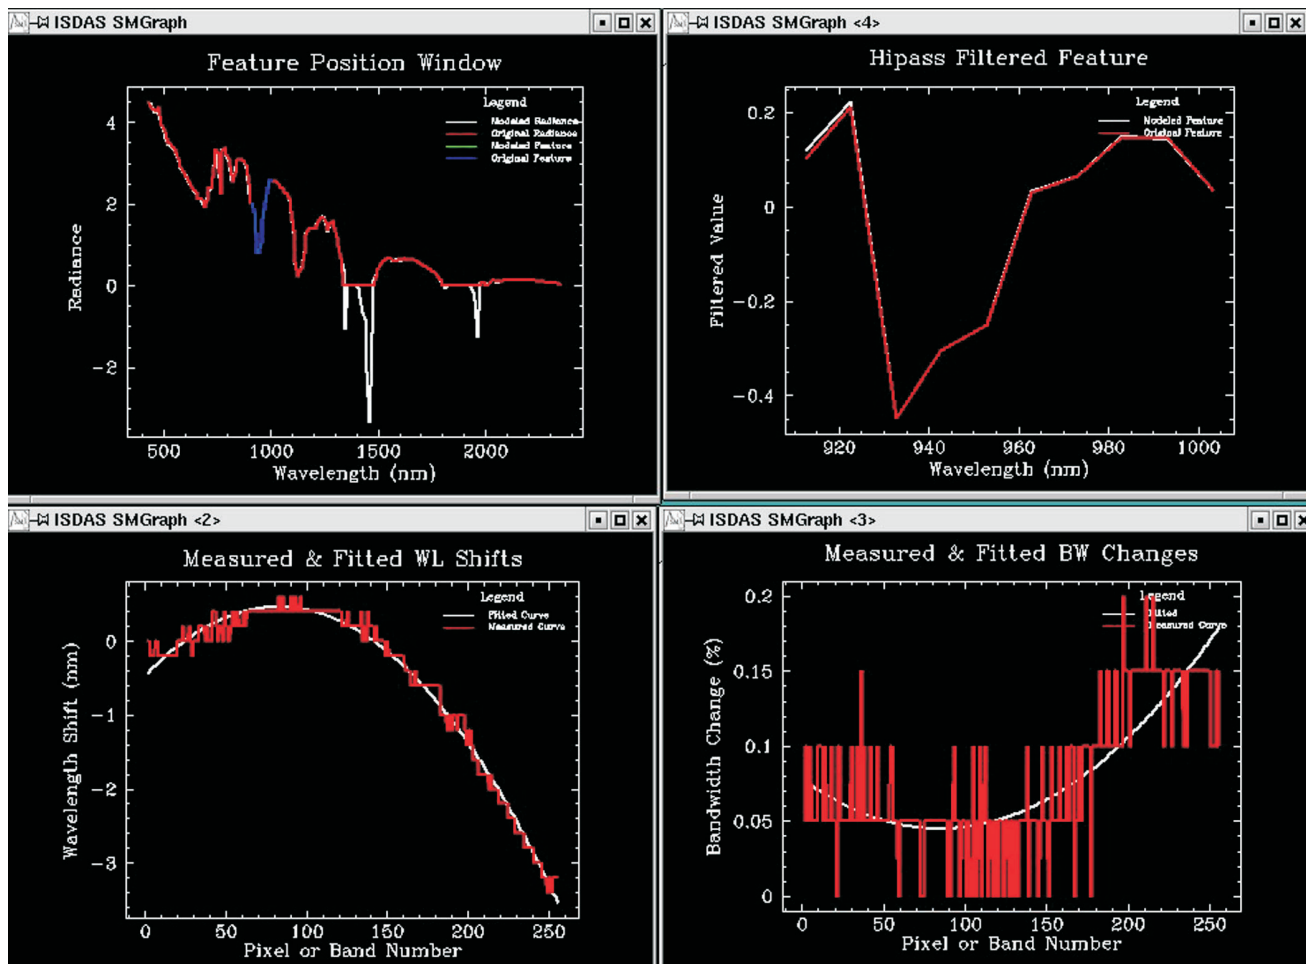 ISDAS SMGraph
Feature Position Window
Legend
Modeled Radiance
Original Radiance
Modeled Feature
Original Feature
4
2
0
-2
Radiance
500
1000
1500
2000
Wavelength (nm)
ISDAS SMGraph <4>
Hipass Filtered Feature
Legend
Modeled Feature
Original Feature
0.2
0
-0.2
-0.4
Filtered Value
920
940
960
980
1000
Wavelength (nm)
ISDAS SMGraph <2>
Measured & Fitted WL Shifts
Legend
Fitted Curve
Measured Curve
0
-1
-2
-3
Wavelength Shift (nm)
0
50
100
150
200
250
Pixel or Band Number
ISDAS SMGraph <3>
Measured & Fitted BW Changes
Legend
Fitted
Measured Curve
0.2
0.15
0.1
0.05
0
Bandwidth Change (%)
0
50
100
150
200
250
Pixel or Band Number